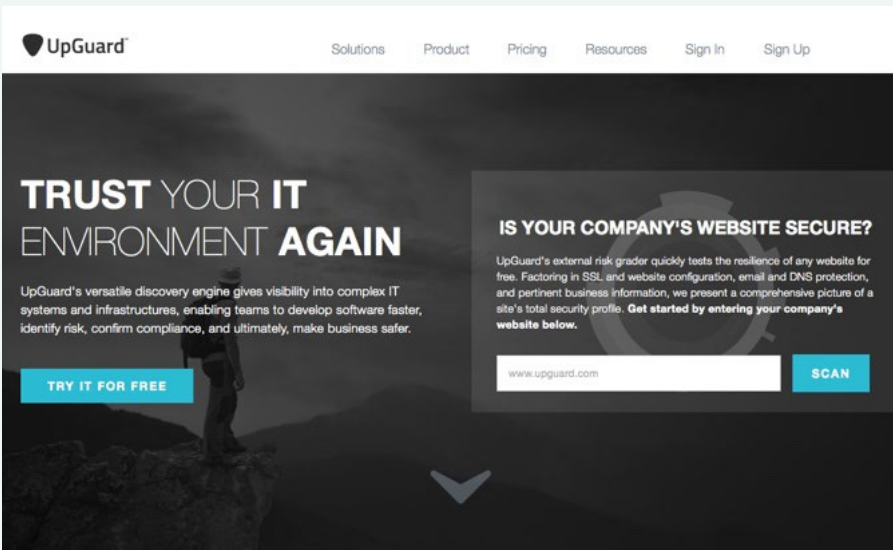 UpGuard
Solutions Product Pricing Resources Sign In Sign Up
TRUST YOUR IT
ENVIRONMENT AGAIN
UpGuard's versatile discovery engine gives visibility into complex IT
systems and infrastructures, enabling teams to develop software faster,
identify risk, confirm compliance, and ultimately, make business safer.
TRY IT FOR FREE
IS YOUR COMPANY'S WEBSITE SECURE?
UpGuard's external risk grader quickly tests the resilience of any website for
free. Factoring in SSL and website configuration, email and DNS protection,
and pertinent business information, we present a comprehensive picture of a
site's total security profile. Get started by entering your company's
website below.
www.upguard.com
SCAN